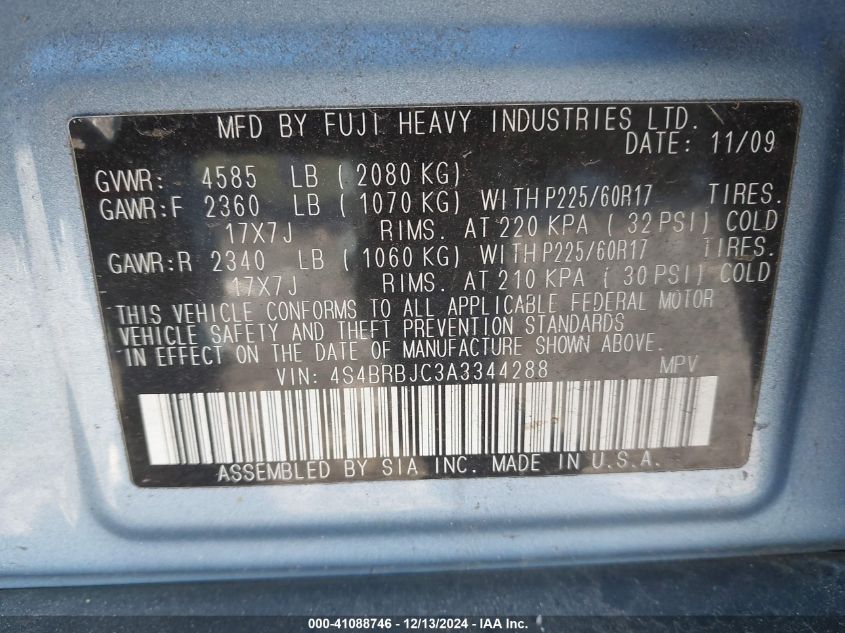 MFD BY FUJI HEAVY INDUSTRIES LTD.
DATE: 11/09
GVWR: 4585 LB ( 2080 KG)
GAWR:F 2360 LB ( 1070 KG) WITH P225/60R17 TIRES.
17X7J RIMS. AT 220 KPA ( 32 PSI) COLD
GAWR:R 2340 LB ( 1060 KG) WITH P225/60R17 TIRES.
17X7J RIMS. AT 210 KPA ( 30 PSI) COLD
THIS VEHICLE CONFORMS TO ALL APPLICABLE FEDERAL MOTOR
VEHICLE SAFETY AND THEFT PREVENTION STANDARDS
IN EFFECT ON THE DATE OF MANUFACTURE SHOWN ABOVE.
VIN: 4S4BRBJC3A3344288 MPV
ASSEMBLED BY SIA INC. MADE IN U.S.A.
000-41088746 - 12/13/2024 - IAAI.com